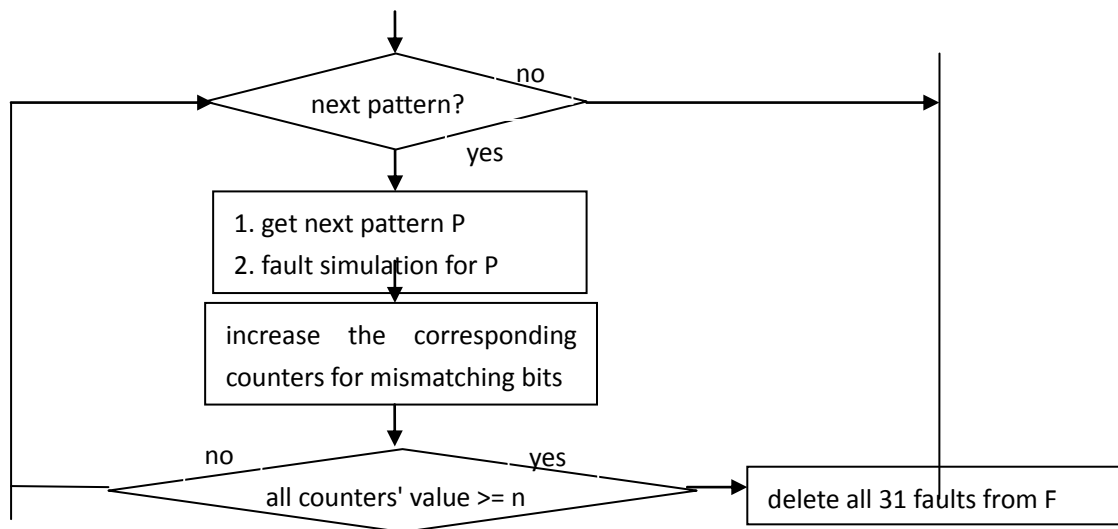 no
next pattern?
yes
1. get next pattern P
2. fault simulation for P
increase the corresponding
counters for mismatching bits
no
yes
all counters' value >= n
delete all 31 faults from F